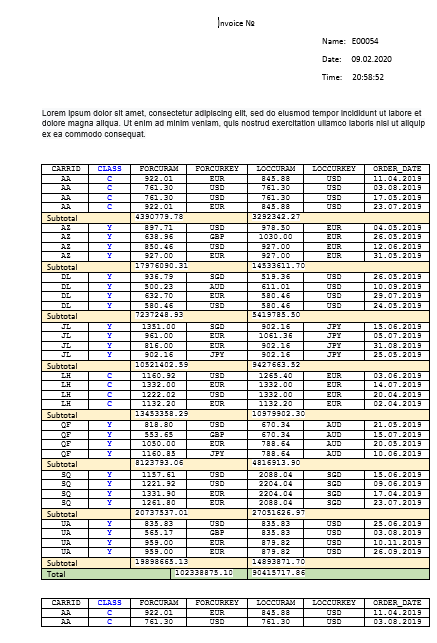 Invoice №
Name: E00054
Date: 09.02.2020
Time: 20:58:52
Lorem ipsum dolor sit amet, consectetur adipiscing elit, sed do eiusmod tempor incididunt ut labore et
dolore magna aliqua. Ut enim ad minim veniam, quis nostrud exercitation ullamco laboris nisi ut aliquip
ex ea commodo consequat.
CARRID CLASS FORCURAM FORCURKEY LOCCURAM LOCCURKEY ORDER_DATE
AA C 922.01 EUR 845.88 USD 11.04.2019
AA C 761.30 USD 761.30 USD 03.08.2019
AA C 761.30 USD 761.30 USD 17.05.2019
AA C 922.01 EUR 845.88 USD 23.07.2019
Subtotal 4390779.78 3292342.27
AZ Y 897.71 USD 978.50 EUR 04.05.2019
AZ Y 638.96 GBP 1030.00 EUR 26.05.2019
AZ Y 850.46 USD 927.00 EUR 12.06.2019
AZ Y 927.00 EUR 927.00 EUR 31.05.2019
Subtotal 17976090.31 14533611.70
DL Y 936.79 SGD 519.36 USD 26.05.2019
DL Y 500.23 AUD 611.01 USD 10.09.2019
DL Y 632.70 EUR 580.46 USD 29.07.2019
DL Y 580.46 USD 580.46 USD 24.05.2019
Subtotal 7237248.93 5419785.50
JL Y 1351.00 SGD 902.16 JPY 15.06.2019
JL Y 961.00 EUR 1061.36 JPY 05.07.2019
JL Y 816.00 EUR 902.16 JPY 31.08.2019
JL Y 902.16 JPY 902.16 JPY 25.05.2019
Subtotal 10521402.59 9427663.52
LH C 1160.92 USD 1265.40 EUR 03.06.2019
LH C 1332.00 EUR 1332.00 EUR 14.07.2019
LH C 1222.02 USD 1332.00 EUR 20.04.2019
LH C 1132.20 EUR 1132.20 EUR 02.04.2019
Subtotal 13453358.29 10979902.30
QF Y 818.80 USD 670.34 AUD 21.05.2019
QF Y 553.65 GBP 670.34 AUD 15.07.2019
QF Y 1050.00 EUR 788.64 AUD 20.05.2019
QF Y 1160.85 JPY 788.64 AUD 10.06.2019
Subtotal 8123793.06 4816913.90
SQ Y 1157.61 USD 2088.04 SGD 15.06.2019
SQ Y 1221.92 USD 2204.04 SGD 09.06.2019
SQ Y 1331.90 EUR 2204.04 SGD 17.04.2019
SQ Y 1261.80 EUR 2088.04 SGD 23.07.2019
Subtotal 20737537.01 27051626.97
UA Y 835.83 USD 835.83 USD 25.06.2019
UA Y 565.17 GBP 835.83 USD 03.08.2019
UA Y 959.00 EUR 879.82 USD 10.11.2019
UA Y 959.00 EUR 879.82 USD 26.09.2019
Subtotal 19898665.13 14893871.70
Total 102338875.10 90415717.86
CARRID CLASS FORCURAM FORCURKEY LOCCURAM LOCCURKEY ORDER_DATE
AA C 922.01 EUR 845.88 USD 11.04.2019
AA C 761.30 USD 761.30 USD 03.08.2019